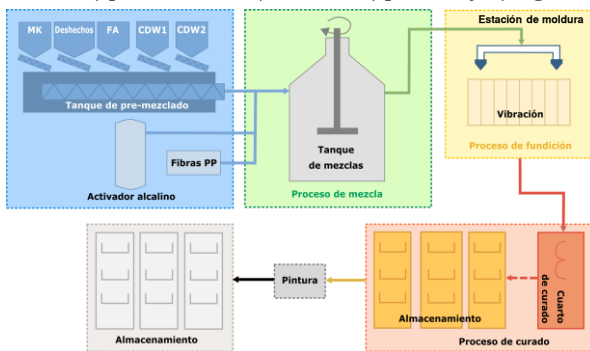 MK
Deshechos
FA
CDW1
CDW2
Estación de moldura
Tanque de pre-mezclado
Vibración
Fibras PP
Tanque
de mezclas
Proceso de fundición
Activador alcalino
Proceso de mezcla
Pintura
Cuarto
de curado
Almacenamiento
Almacenamiento
Proceso de curado